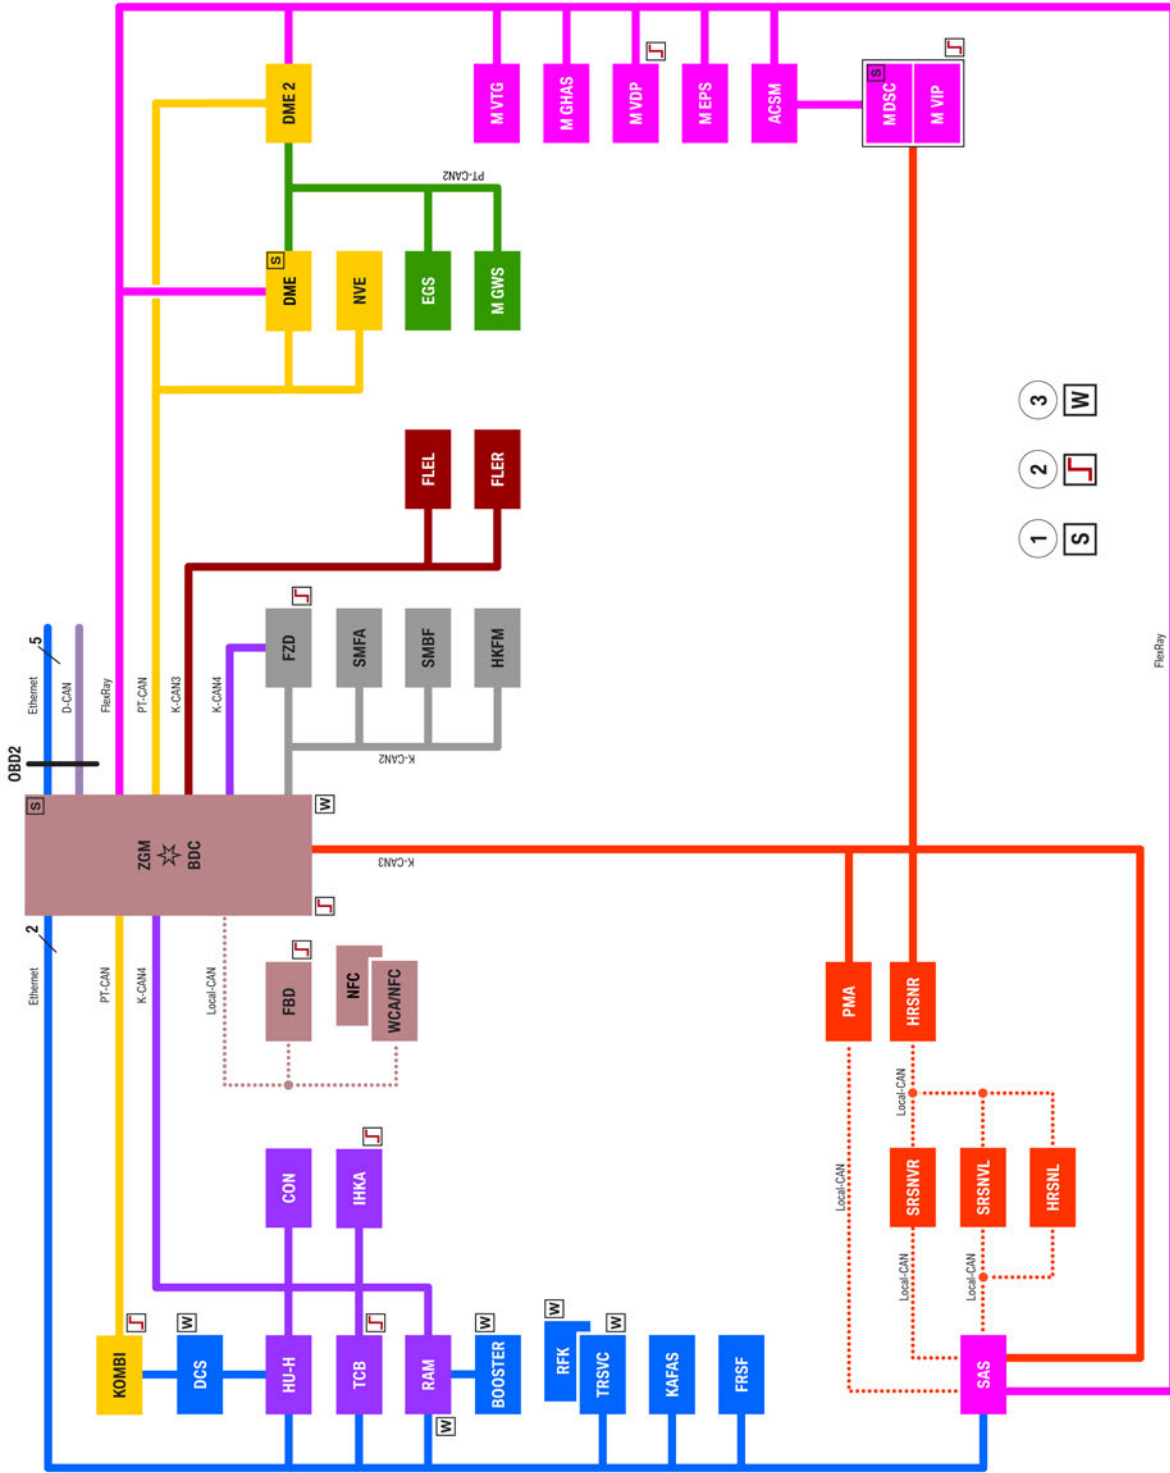 OBD2
Ethernet
2
S
Ethernet
5
D-CAN
PT-CAN
FlexRay
KOMBI
K-CAN4
ZGM
PT-CAN
K-CAN3
DCS
W
BDC
Local-CAN
K-CAN4
HU-H
CON
FBD
FZD
DME
S
DME 2
W
TCB
IHKA
NFC
SMFA
NVE
WCA/NFC
K-CAN3
K-CAN2
RAM
W
SMBF
FLEL
EGS
PT-CAN2
BOOSTER
W
HKFM
FLER
M GWS
M VTG
RFK
W
M GHAS
TRSVC
W
M VDP
KAFAS
M EPS
FRSF
ACSM
Local-CAN
PMA
S
M DSC
Local-CAN
SRSNVR
Local-CAN
HRSNR
M VIP
SAS
Local-CAN
SRSNVL
HRSNL
1
2
3
S
W
FlexRay